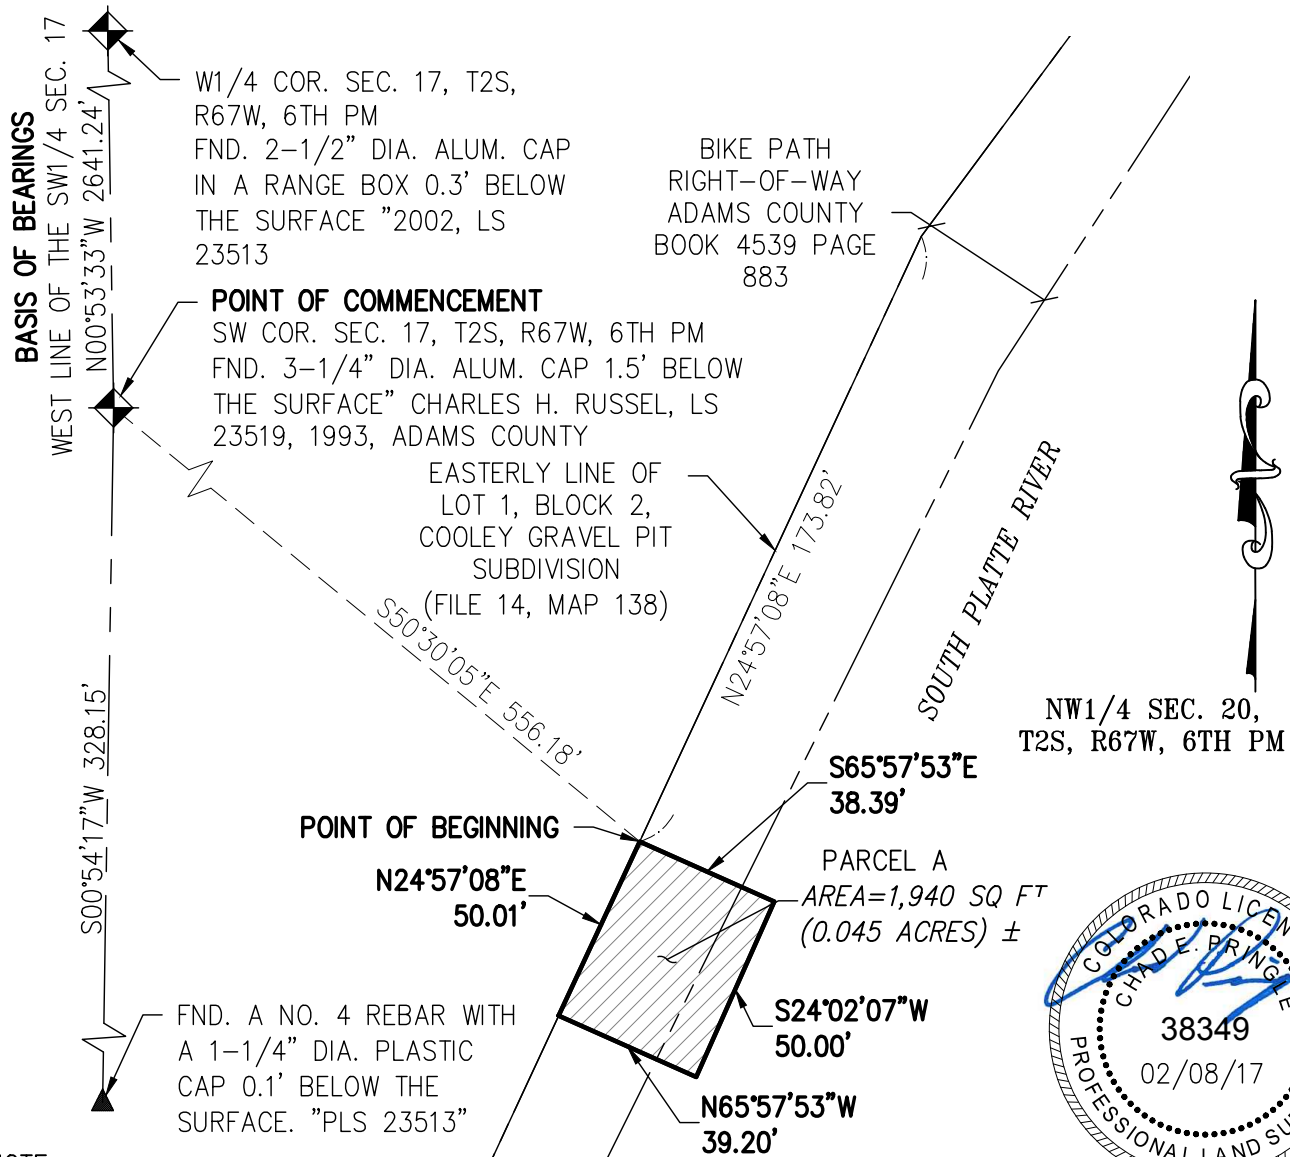 BASIS OF BEARINGS
WEST LINE OF THE SW1/4 SEC. 17
N00°53'33"W 2641.24'
W1/4 COR. SEC. 17, T2S,
R67W, 6TH PM
FND. 2-1/2" DIA. ALUM. CAP
IN A RANGE BOX 0.3' BELOW
THE SURFACE "2002, LS
23513
BIKE PATH
RIGHT-OF-WAY
ADAMS COUNTY
BOOK 4539 PAGE
883
POINT OF COMMENCEMENT
SW COR. SEC. 17, T2S, R67W, 6TH PM
FND. 3-1/4" DIA. ALUM. CAP 1.5' BELOW
THE SURFACE" CHARLES H. RUSSEL, LS
23519, 1993, ADAMS COUNTY
EASTERLY LINE OF
LOT 1, BLOCK 2,
COOLEY GRAVEL PIT
SUBDIVISION
(FILE 14, MAP 138)
N24°57'08"E 173.82'
SOUTH PLATTE RIVER
S50°30'05"E 556.18'
S00°54'17"W 328.15'
NW1/4 SEC. 20,
T2S, R67W, 6TH PM
S65°57'53"E
38.39'
POINT OF BEGINNING
N24°57'08"E
50.01'
PARCEL A
AREA=1,940 SQ FT
(0.045 ACRES) ±
S24°02'07"W
50.00'
N65°57'53"W
39.20'
FND. A NO. 4 REBAR WITH
A 1-1/4" DIA. PLASTIC
CAP 0.1' BELOW THE
SURFACE. "PLS 23513"
COLORADO LICEN
CHAD E. PRINGLE
38349
02/08/17
PROFESSIONAL LAND SU